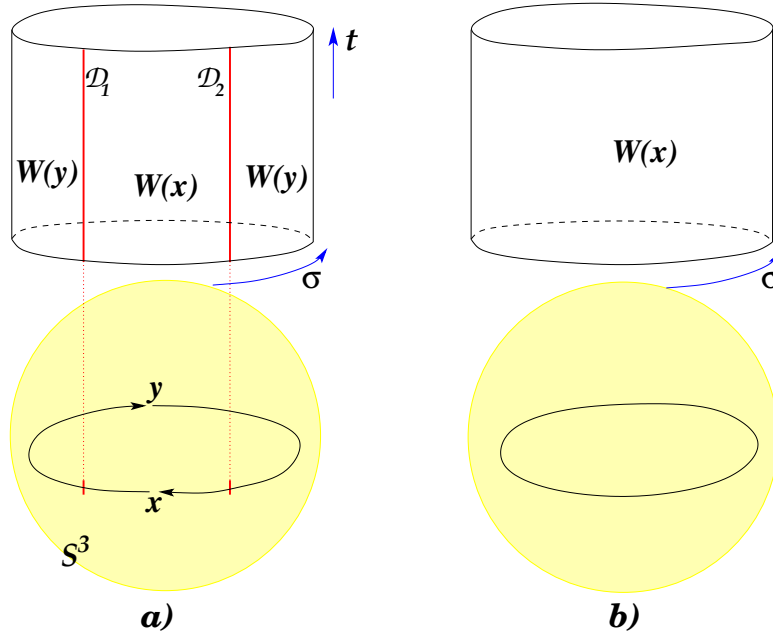 t
𝒟₁ 𝒟₂
W(y) W(x) W(y)
σ
y
x
S³
a)
W(x)
σ
b)